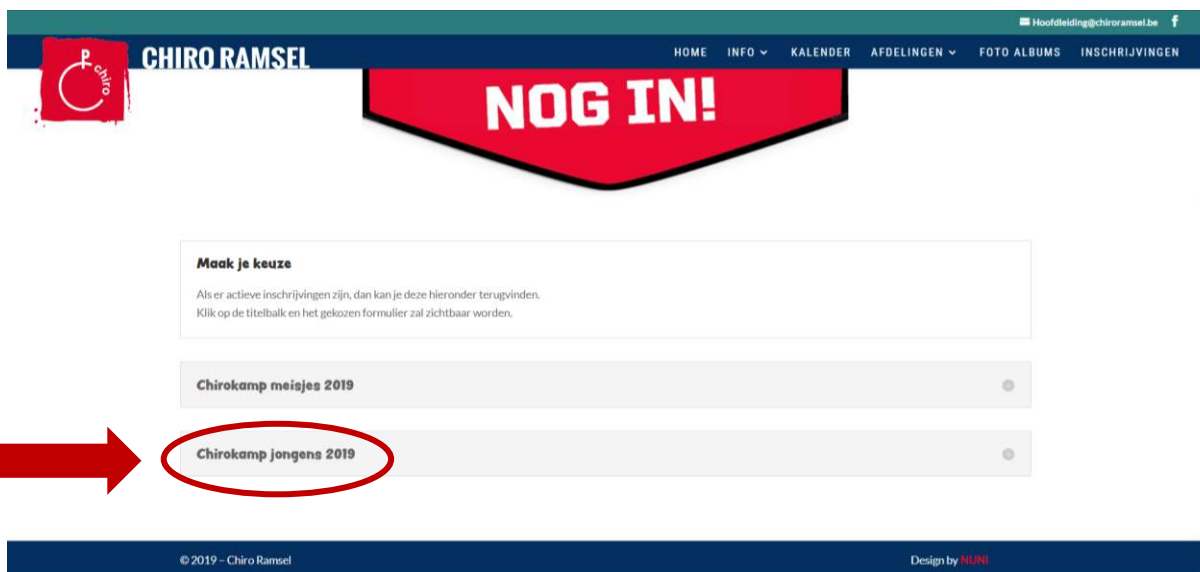 Hoofdleiding@chiroramsel.be
chiro
CHIRO RAMSEL
HOME INFO KALENDER AFDELINGEN FOTO ALBUMS INSCHRIJVINGEN
NOG IN!
Maak je keuze
Als er actieve inschrijvingen zijn, dan kan je deze hieronder terugvinden.
Klik op de titelbalk en het gekozen formulier zal zichtbaar worden.
Chirokamp meisjes 2019
Chirokamp jongens 2019
© 2019 – Chiro Ramsel
Design by NUNI